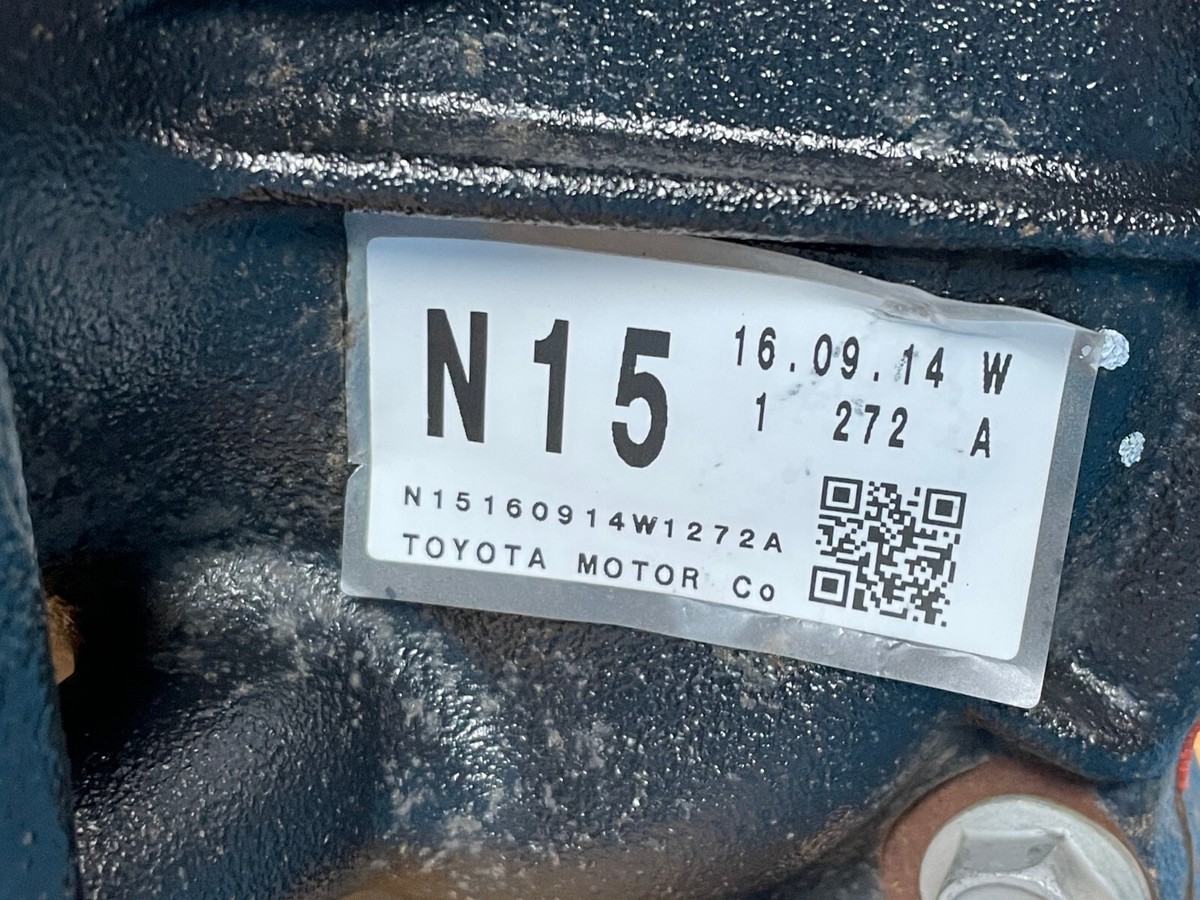 N15
16.09.14 W
1 272 A
N15160914W1272A
TOYOTA MOTOR Co